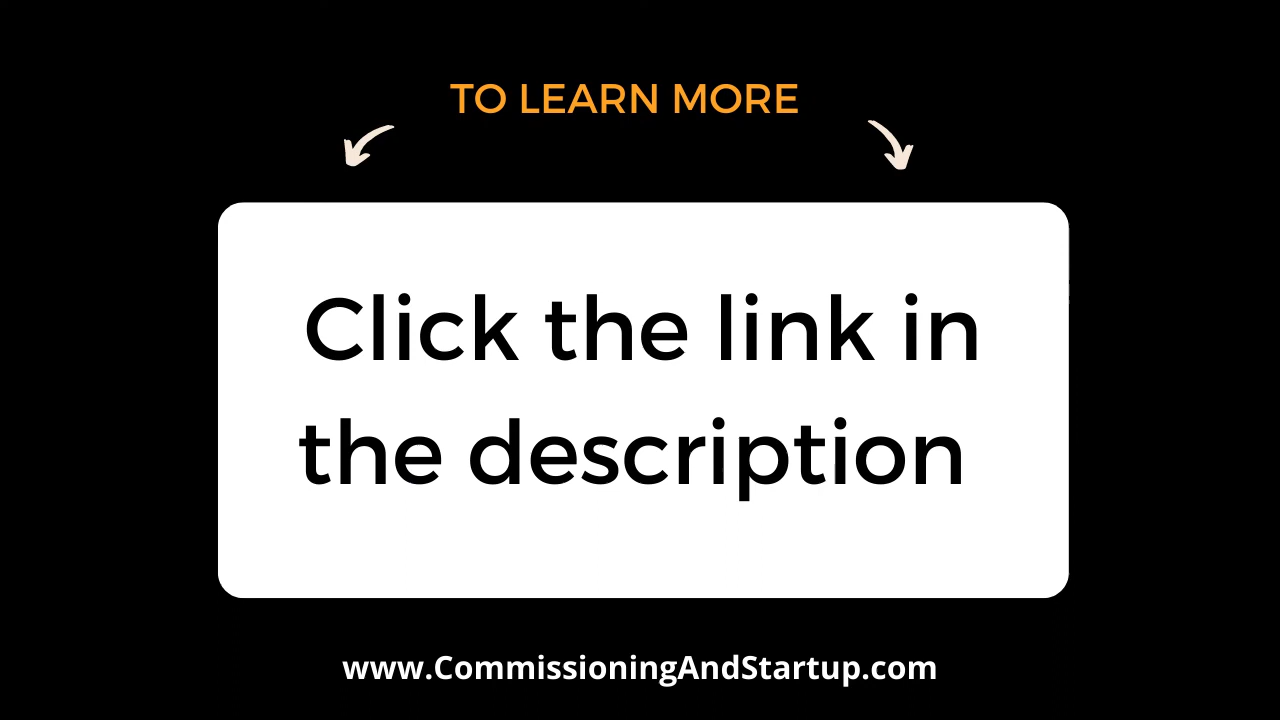 TO LEARN MORE
Click the link in
the description
www.CommissioningAndStartup.com